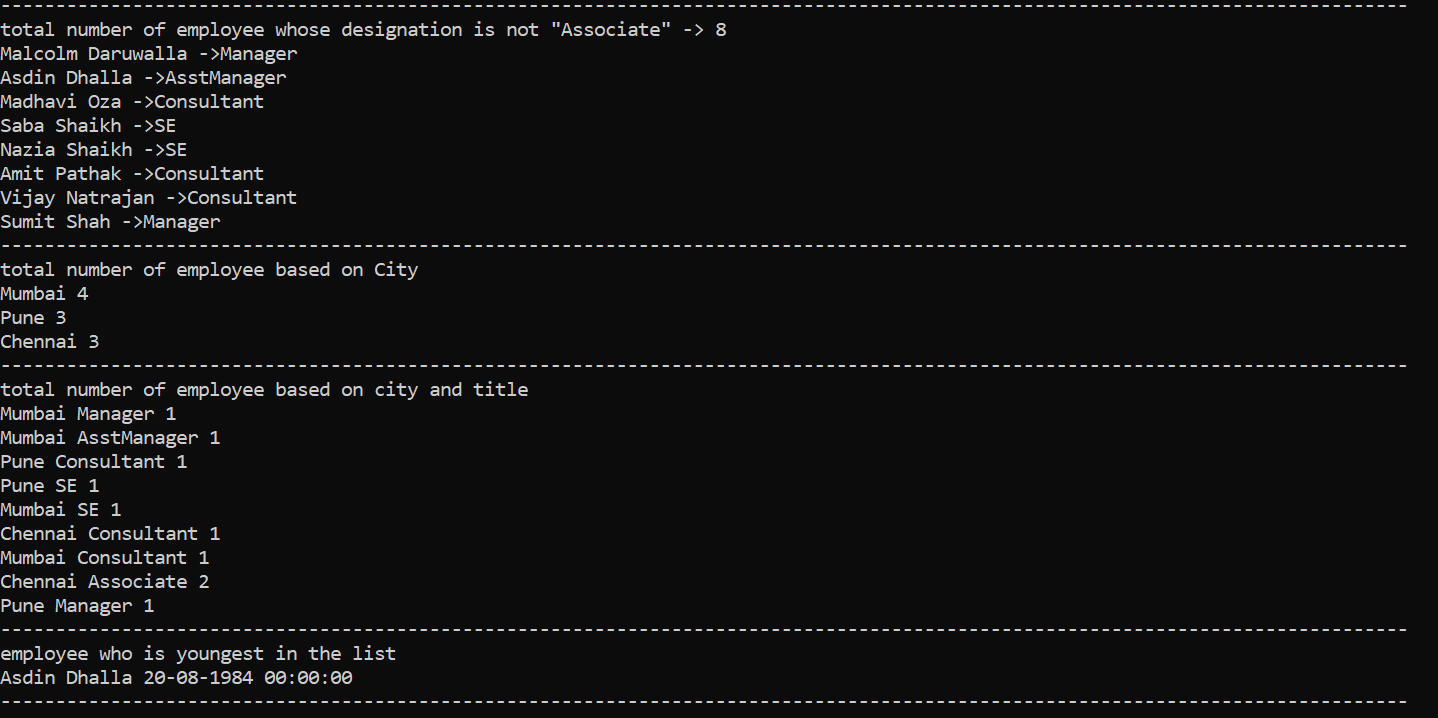 --------------------------------------------------------------------------------------------------------------------------------
total number of employee whose designation is not "Associate" -> 8
Malcolm Daruwalla ->Manager
Asdin Dhalla ->AsstManager
Madhavi Oza ->Consultant
Saba Shaikh ->SE
Nazia Shaikh ->SE
Amit Pathak ->Consultant
Vijay Natrajan ->Consultant
Sumit Shah ->Manager
--------------------------------------------------------------------------------------------------------------------------------
total number of employee based on City
Mumbai 4
Pune 3
Chennai 3
--------------------------------------------------------------------------------------------------------------------------------
total number of employee based on city and title
Mumbai Manager 1
Mumbai AsstManager 1
Pune Consultant 1
Pune SE 1
Mumbai SE 1
Chennai Consultant 1
Mumbai Consultant 1
Chennai Associate 2
Pune Manager 1
--------------------------------------------------------------------------------------------------------------------------------
employee who is youngest in the list
Asdin Dhalla 20-08-1984 00:00:00
--------------------------------------------------------------------------------------------------------------------------------